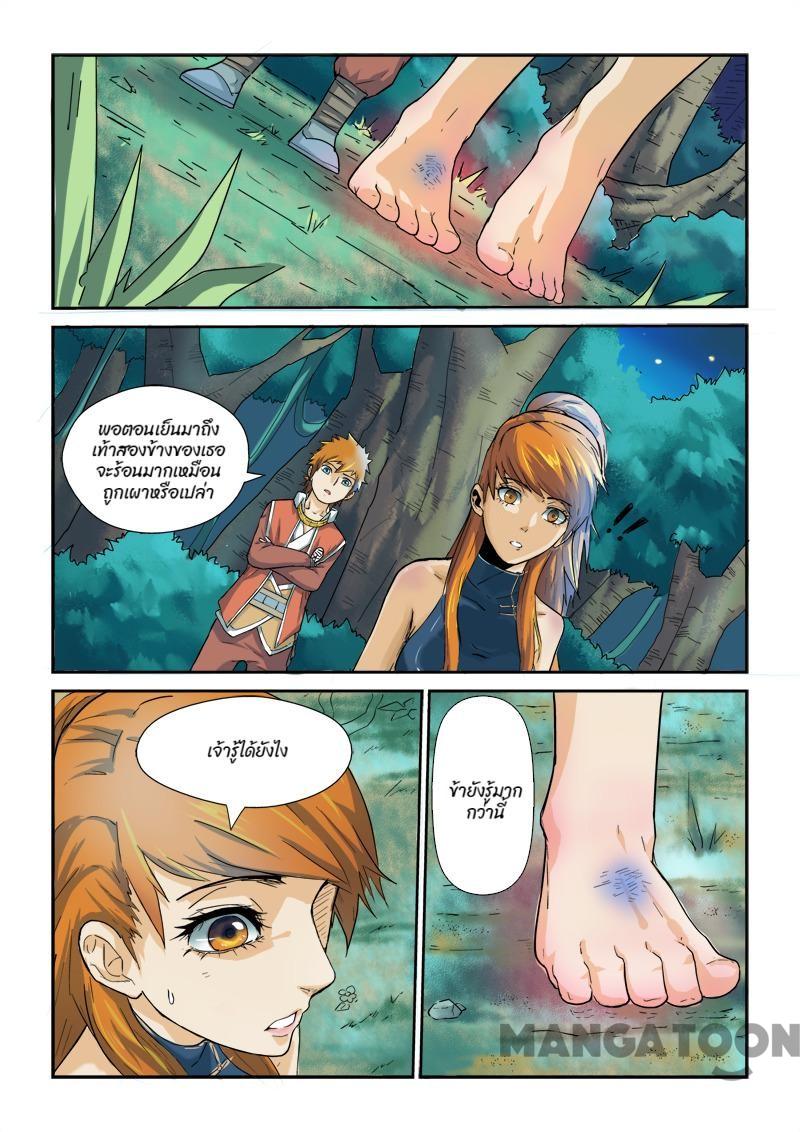 พอตอนเย็นมาถึง
เท้าสองข้างของเธอ
จะร้อนมากเหมือน
ถูกเผาหรือเปล่า
!!
เจ้ารู้ได้ยังไง
ข้ายังรู้มาก
กว่านี้
MANGATOON